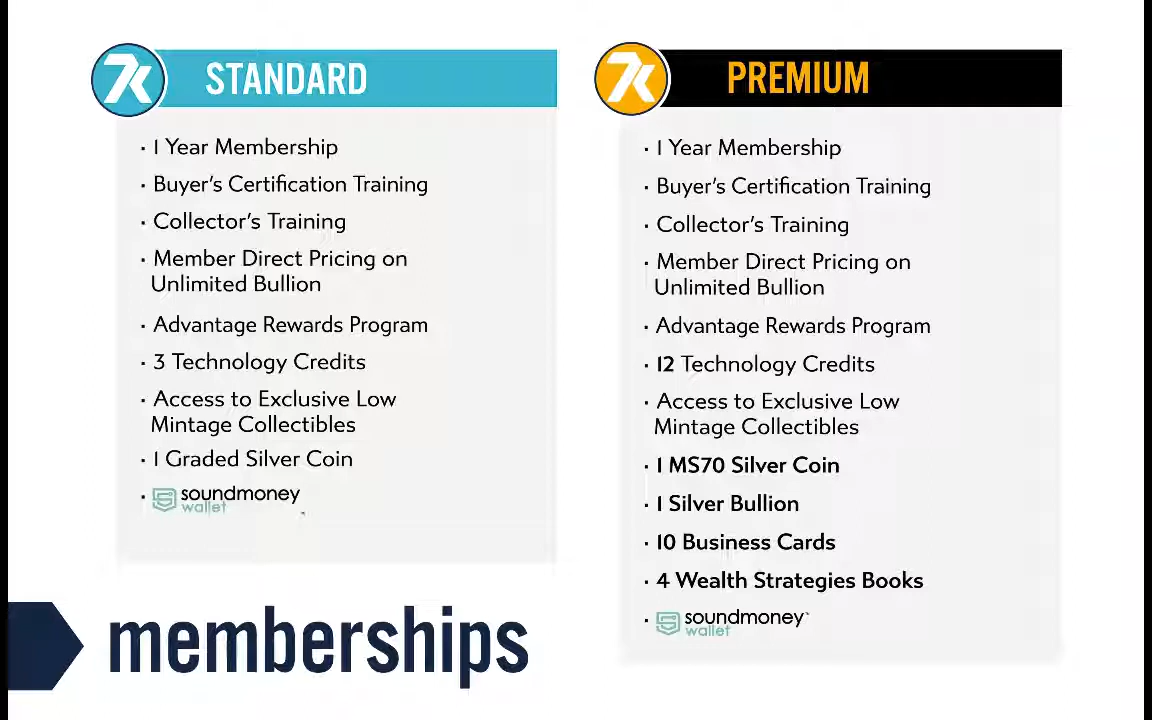 7k STANDARD
· 1 Year Membership
· Buyer's Certification Training
· Collector's Training
· Member Direct Pricing on
Unlimited Bullion
· Advantage Rewards Program
· 3 Technology Credits
· Access to Exclusive Low
Mintage Collectibles
· 1 Graded Silver Coin
· soundmoney
wallet
7k PREMIUM
· 1 Year Membership
· Buyer's Certification Training
· Collector's Training
· Member Direct Pricing on
Unlimited Bullion
· Advantage Rewards Program
· 12 Technology Credits
· Access to Exclusive Low
Mintage Collectibles
· 1 MS70 Silver Coin
· 1 Silver Bullion
· 10 Business Cards
· 4 Wealth Strategies Books
· soundmoney
wallet
memberships